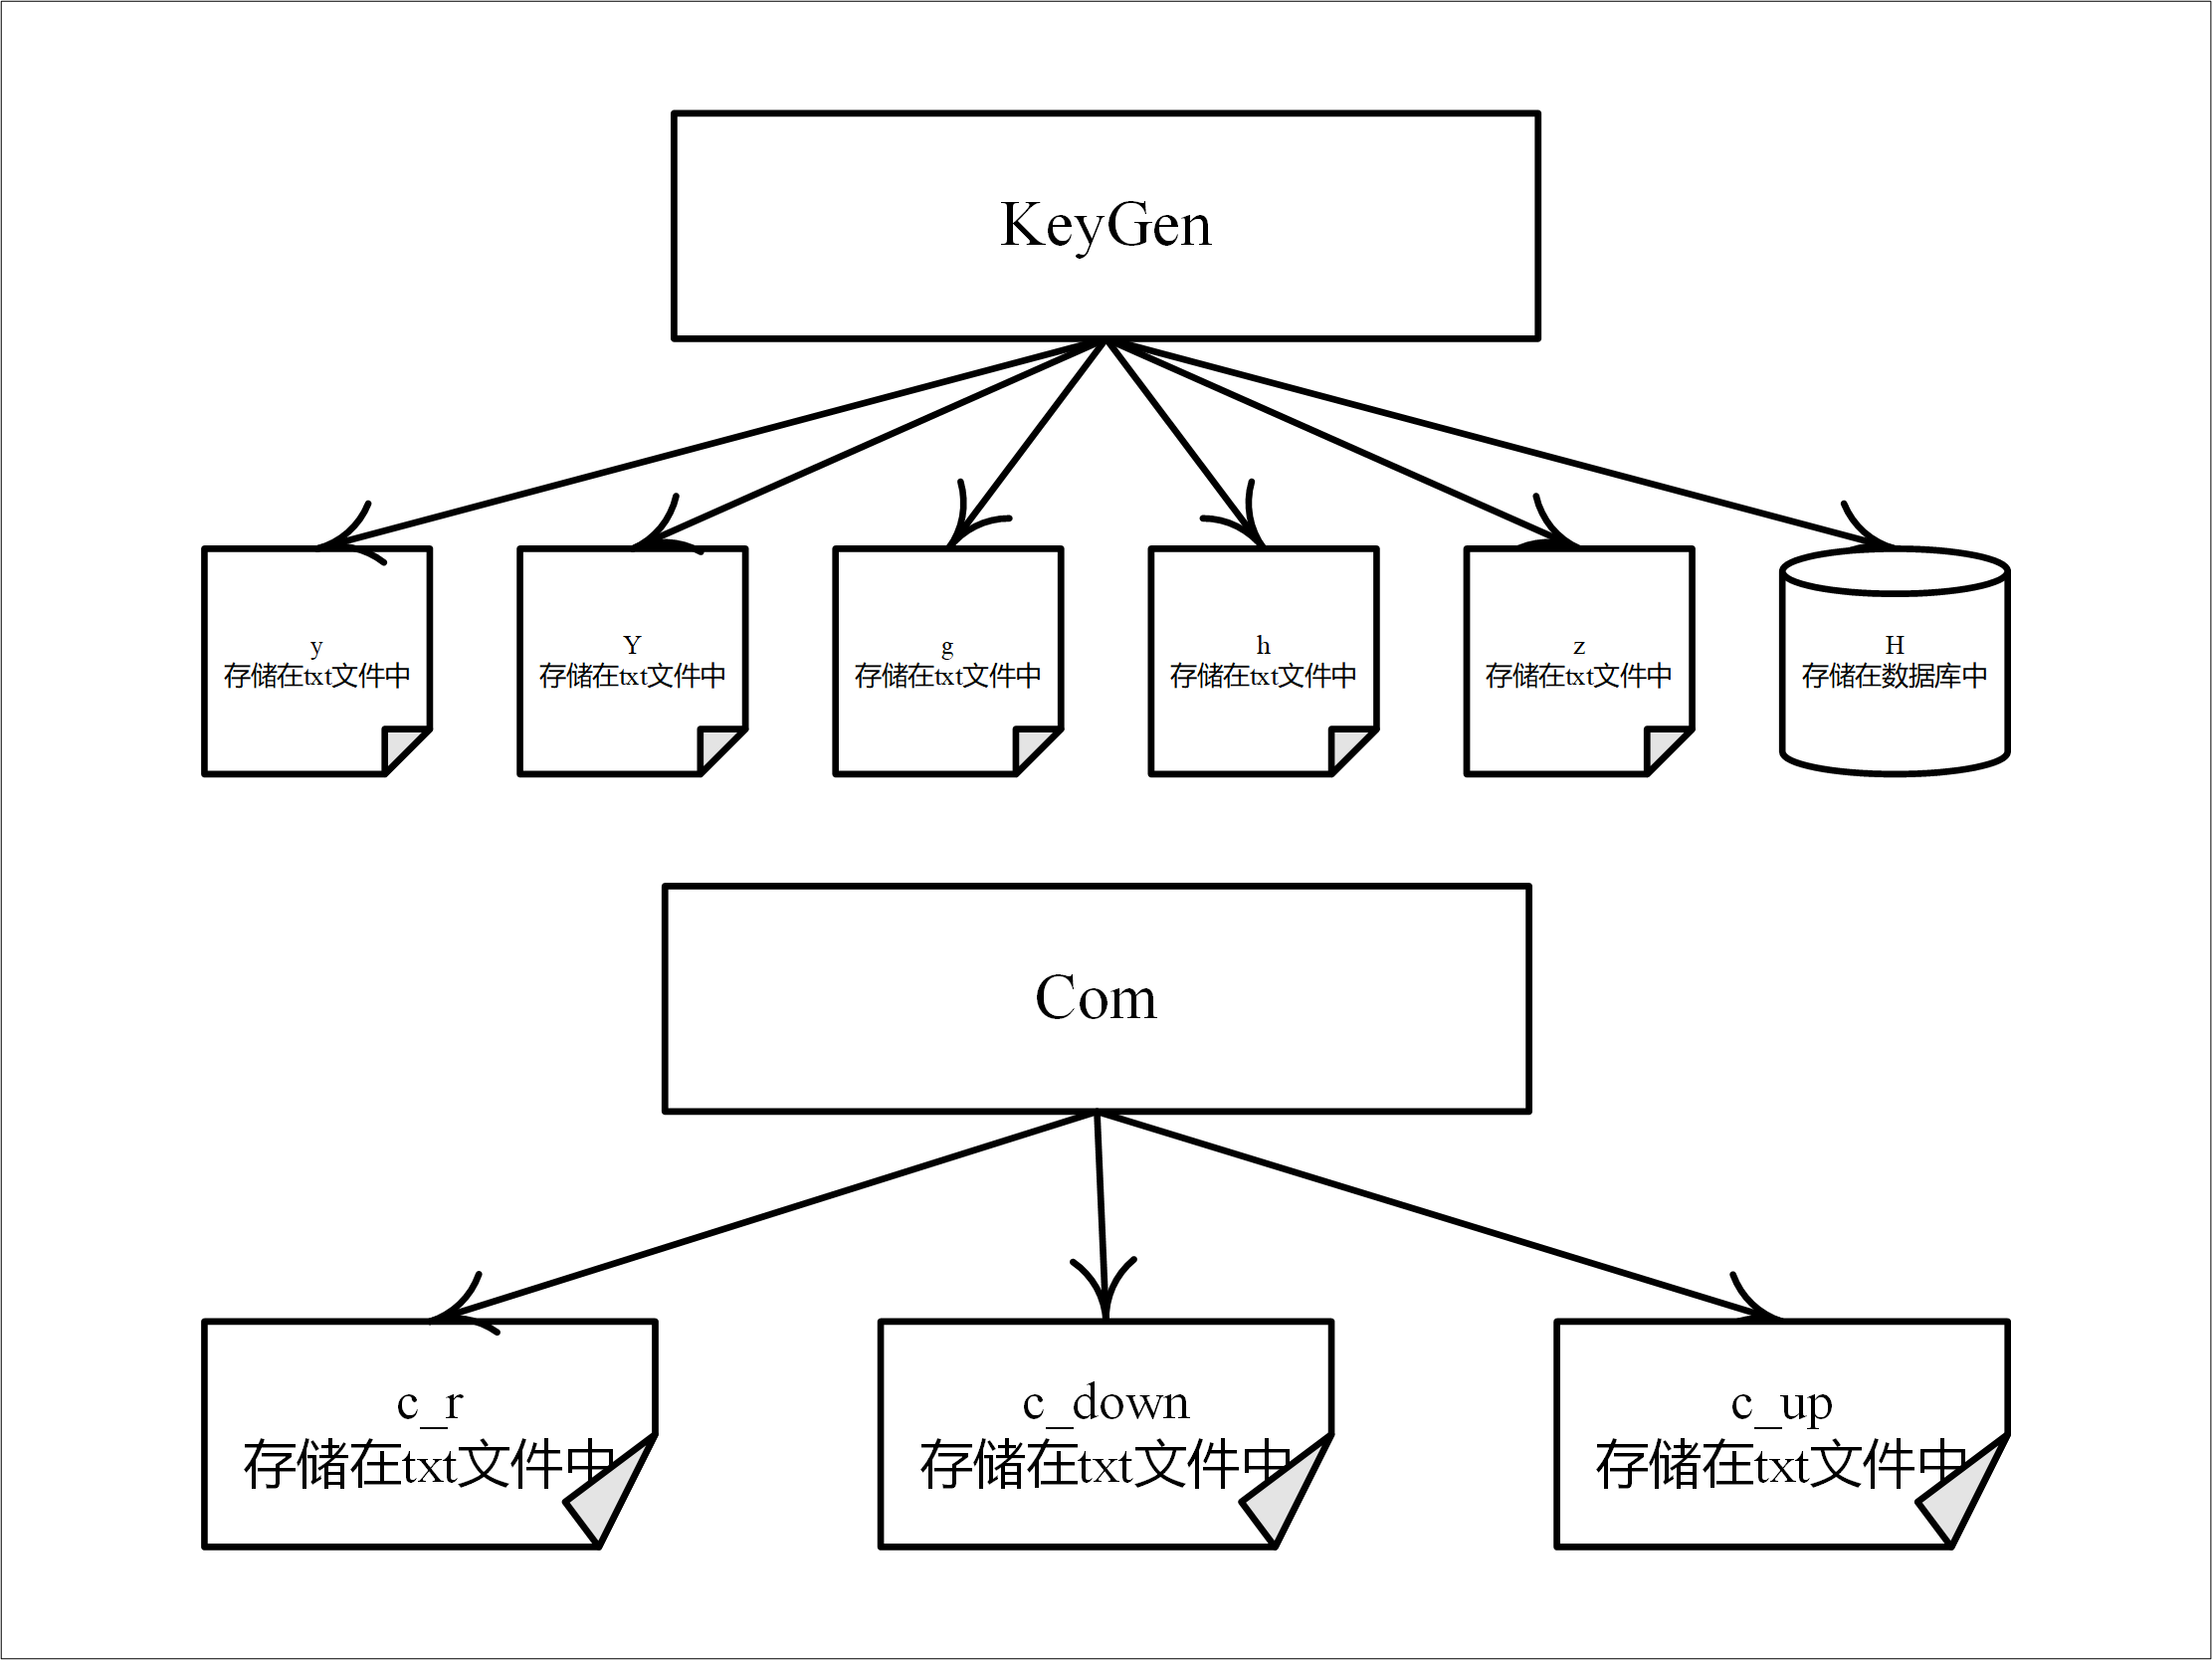 KeyGen
y
存储在txt文件中
Y
存储在txt文件中
g
存储在txt文件中
h
存储在txt文件中
z
存储在txt文件中
H
存储在数据库中
Com
c_r
存储在txt文件中
c_down
存储在txt文件中
c_up
存储在txt文件中